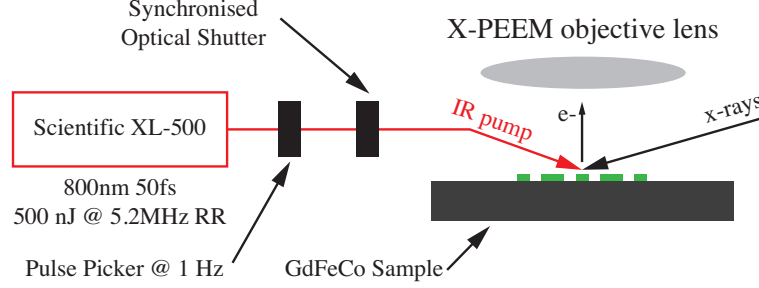 Synchronised
Optical Shutter
X-PEEM objective lens
Scientific XL-500
IR pump
e-
x-rays
800nm 50fs
500 nJ @ 5.2MHz RR
Pulse Picker @ 1 Hz
GdFeCo Sample